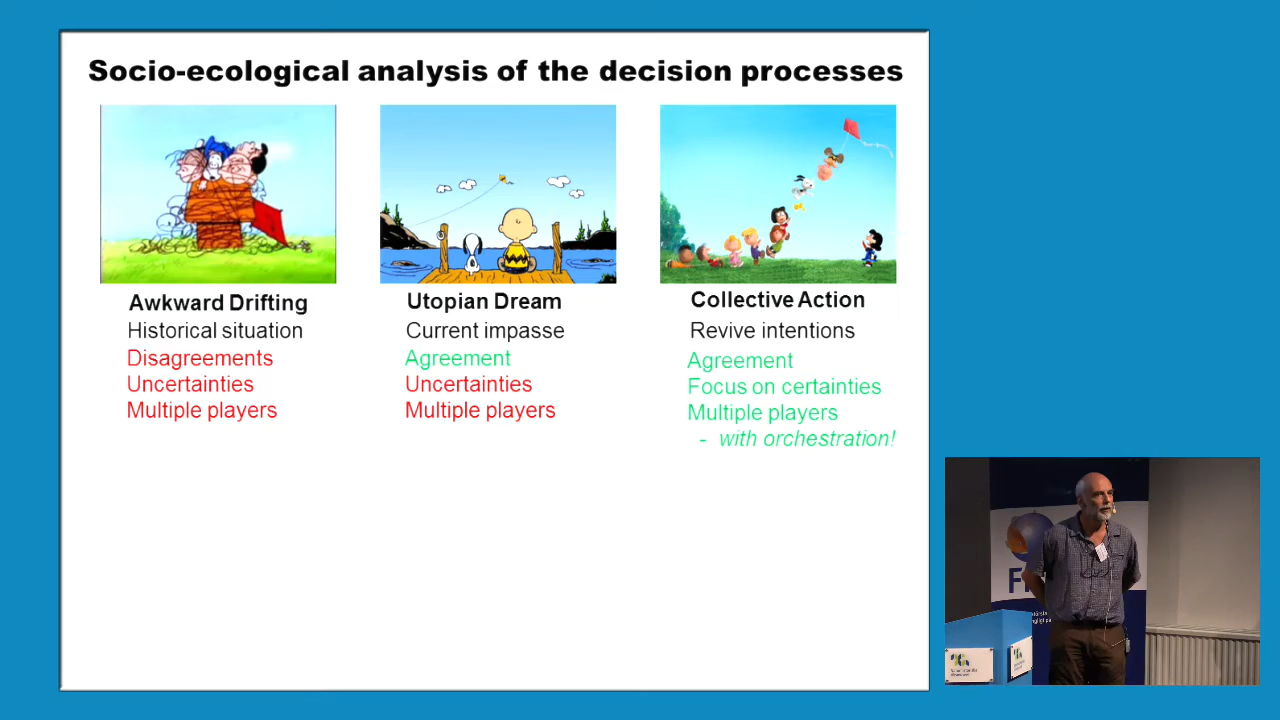 Socio-ecological analysis of the decision processes
Awkward Drifting
Historical situation
Disagreements
Uncertainties
Multiple players
Utopian Dream
Current impasse
Agreement
Uncertainties
Multiple players
Collective Action
Revive intentions
Agreement
Focus on certainties
Multiple players
- with orchestration!